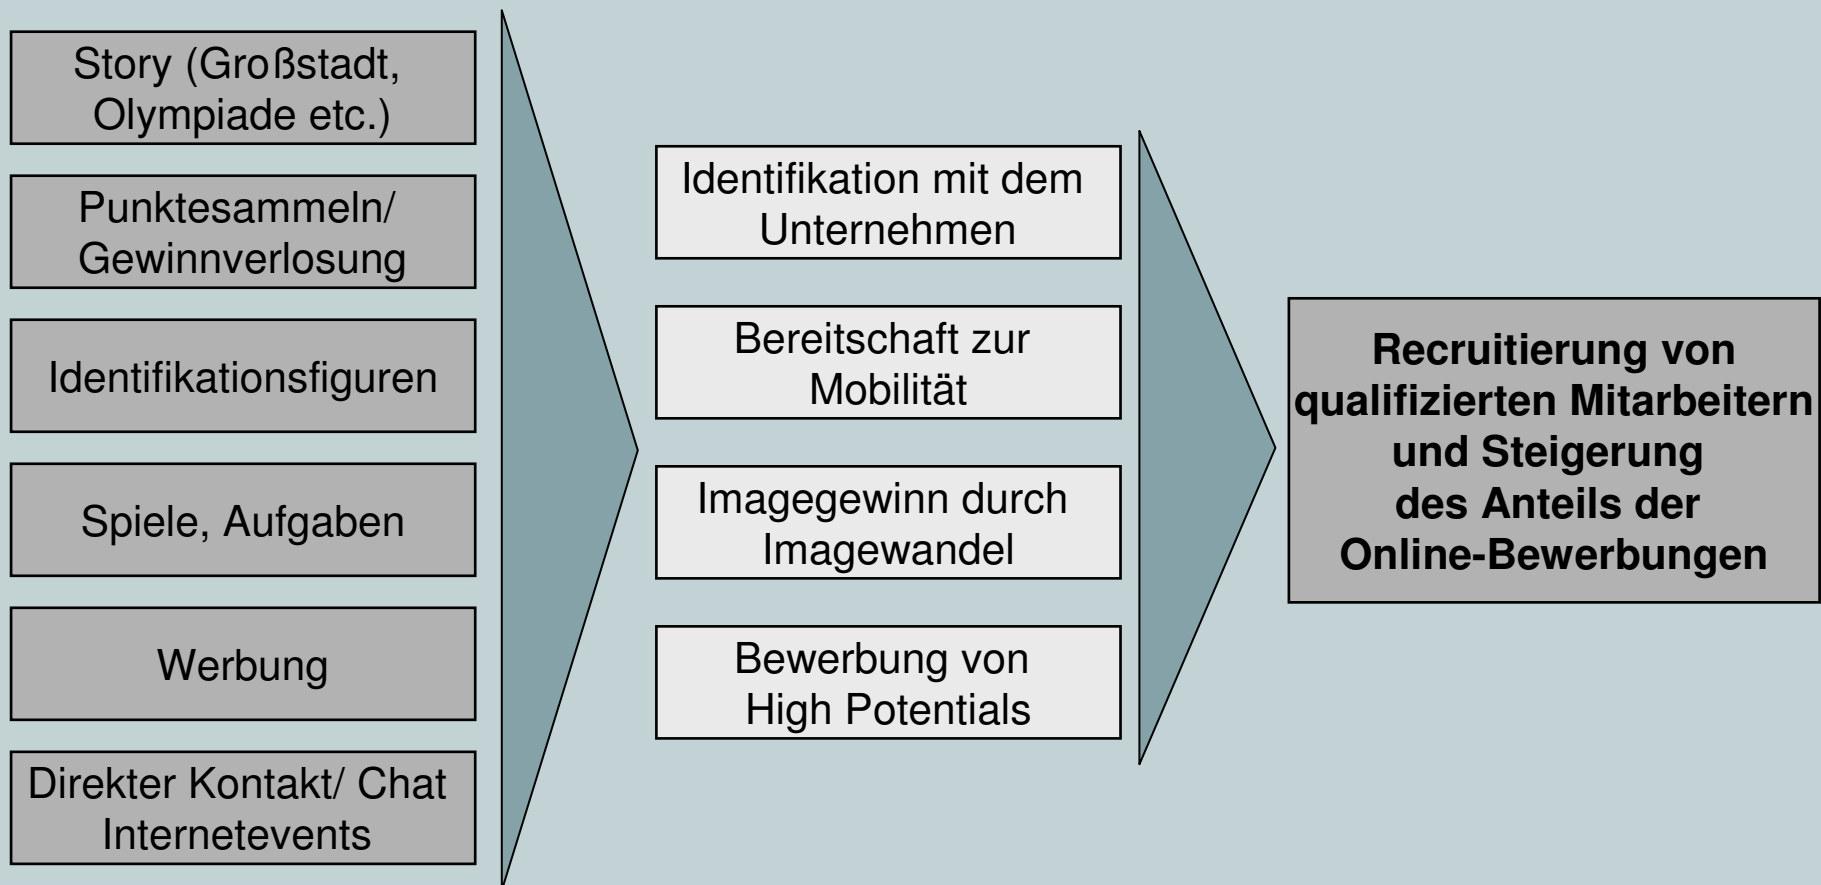 Story (Großstadt,
Olympiade etc.)
Punktesammeln/
Gewinnverlosung
Identifikationsfiguren
Spiele, Aufgaben
Werbung
Direkter Kontakt/ Chat
Internetevents
Identifikation mit dem
Unternehmen
Bereitschaft zur
Mobilität
Imagegewinn durch
Imagewandel
Bewerbung von
High Potentials
Recruitierung von
qualifizierten Mitarbeitern
und Steigerung
des Anteils der
Online-Bewerbungen